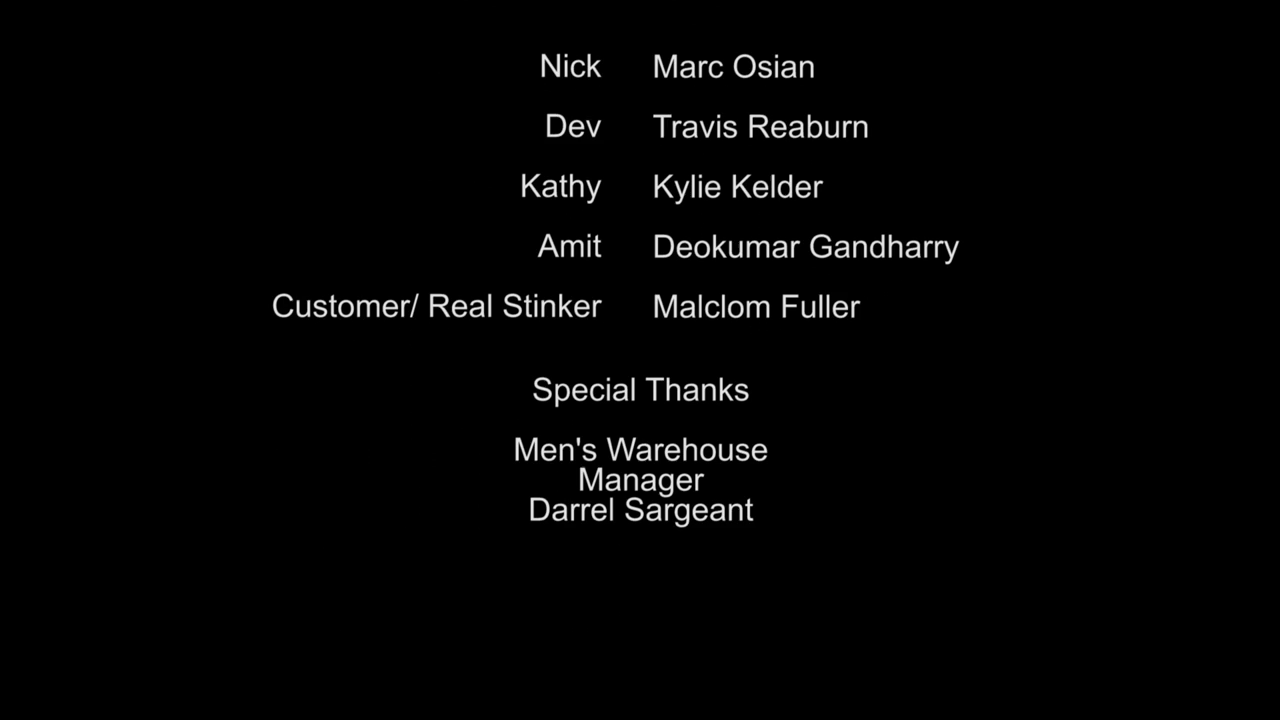 Nick Marc Osian
Dev Travis Reaburn
Kathy Kylie Kelder
Amit Deokumar Gandharry
Customer/ Real Stinker Malclom Fuller
Special Thanks
Men's Warehouse
Manager
Darrel Sargeant